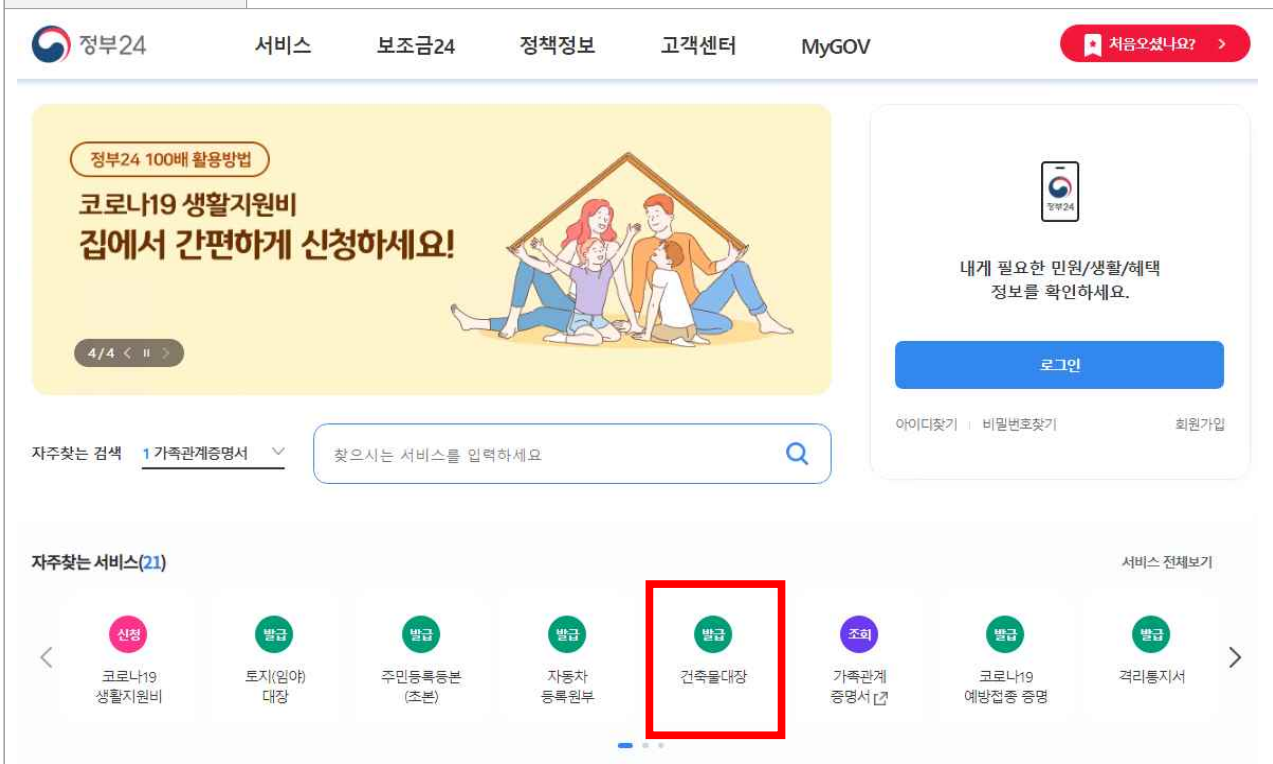 정부24
서비스
보조금24
정책정보
고객센터
MyGOV
처음오셨나요?
정부24 100배 활용방법
코로나19 생활지원비
집에서 간편하게 신청하세요!
4/4
정부24
내게 필요한 민원/생활/혜택
정보를 확인하세요.
로그인
아이디찾기
비밀번호찾기
회원가입
자주찾는 검색
1 가족관계증명서
찾으시는 서비스를 입력하세요
자주찾는 서비스(21)
서비스 전체보기
신청
코로나19
생활지원비
발급
토지(임야)
대장
발급
주민등록등본
(초본)
발급
자동차
등록원부
발급
건축물대장
조회
가족관계
증명서
발급
코로나19
예방접종 증명
발급
격리통지서